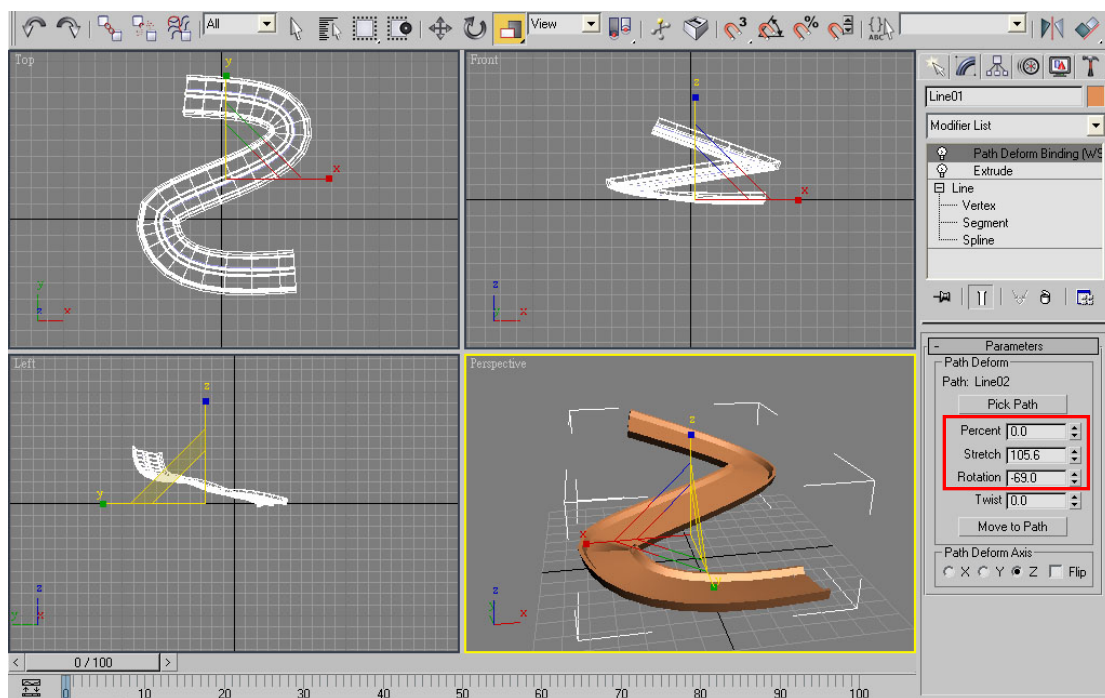 All
View
ABC
Top
y
x
y
z x
Front
z
x
z
x
Left
z
y
z
y x
Perspective
z
x
y
z
y x
Line01
Modifier List
Path Deform Binding (WS
Extrude
Line
Vertex
Segment
Spline
- Parameters
Path Deform
Path: Line02
Pick Path
Percent 0.0
Stretch 105.6
Rotation -69.0
Twist 0.0
Move to Path
Path Deform Axis
X Y Z Flip
< 0 / 100 >
0 10 20 30 40 50 60 70 80 90 100